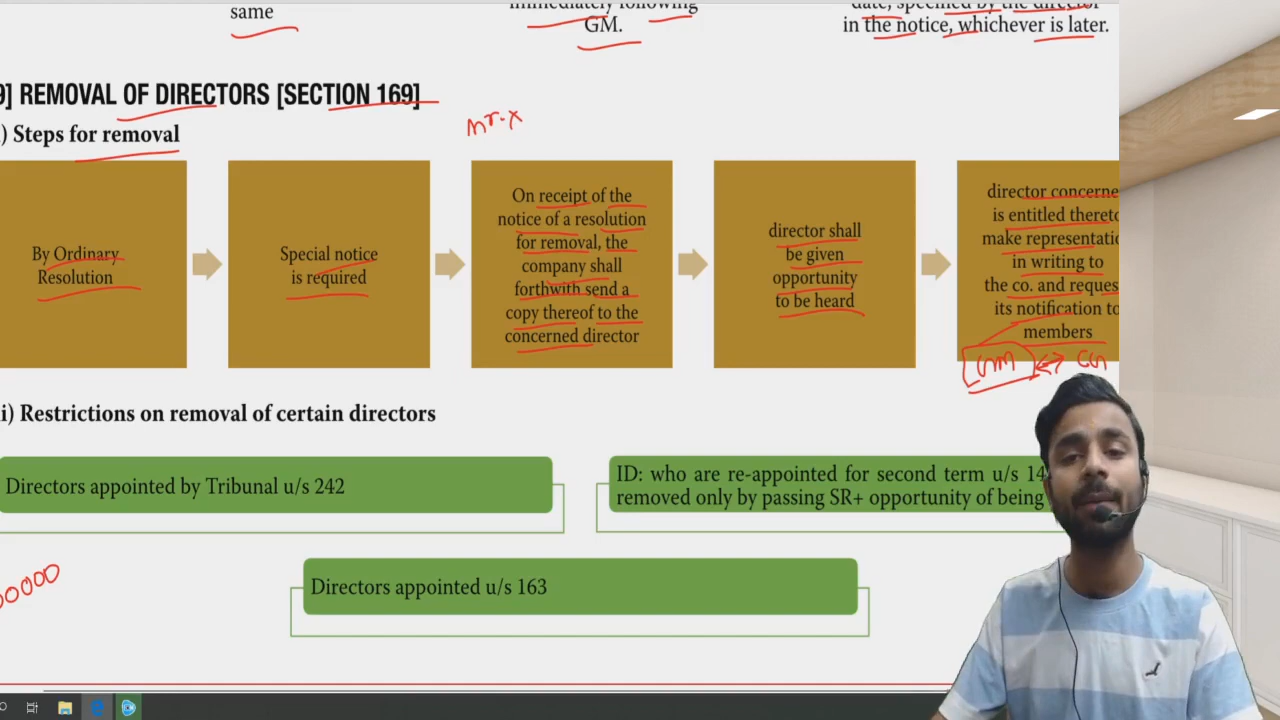 same
immediately following
GM.
date, specified by the director
in the notice, whichever is later.
9] REMOVAL OF DIRECTORS [SECTION 169]
) Steps for removal
mr.x
By Ordinary
Resolution
Special notice
is required
On receipt of the
notice of a resolution
for removal, the
company shall
forthwith send a
copy thereof to the
concerned director
director shall
be given
opportunity
to be heard
director concerne
is entitled thereto
make representatio
in writing to
the co. and reques
its notification to
members
GM
i) Restrictions on removal of certain directors
Directors appointed by Tribunal u/s 242
ID: who are re-appointed for second term u/s 14
removed only by passing SR+ opportunity of being
Directors appointed u/s 163